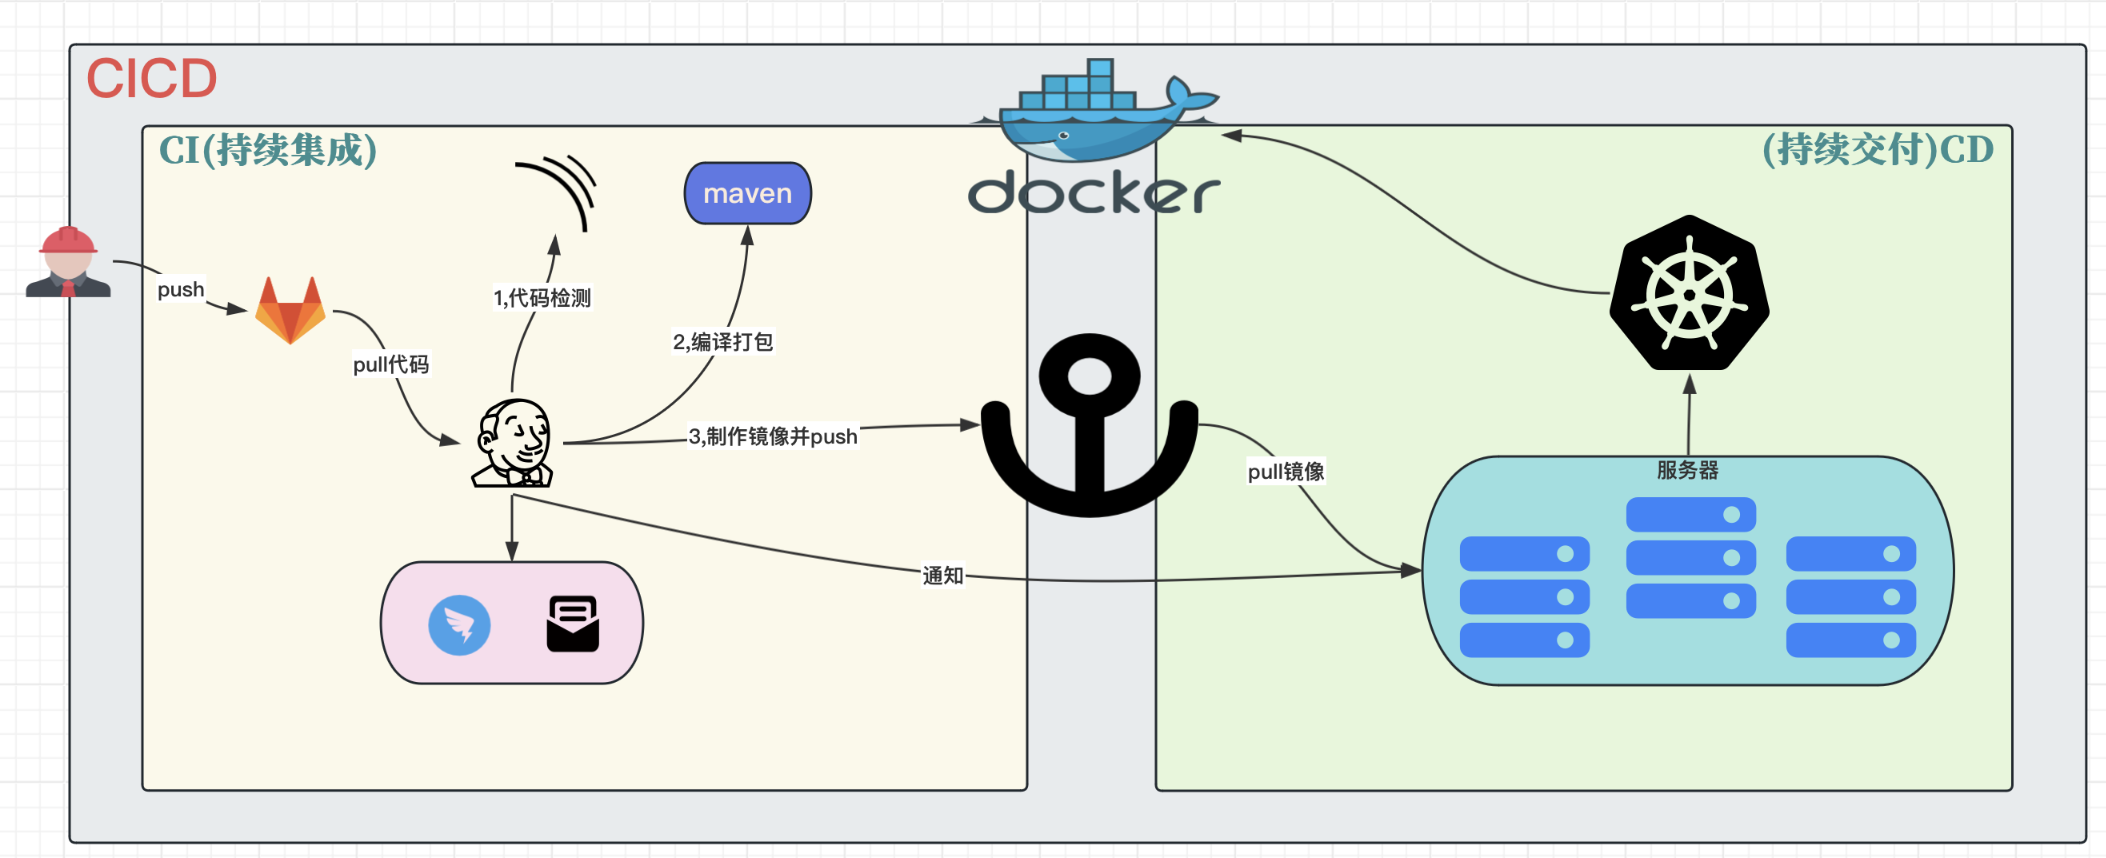 CICD
CI(持续集成)
(持续交付)CD
docker
maven
push
1,代码检测
2,编译打包
pull代码
3,制作镜像并push
pull镜像
服务器
通知